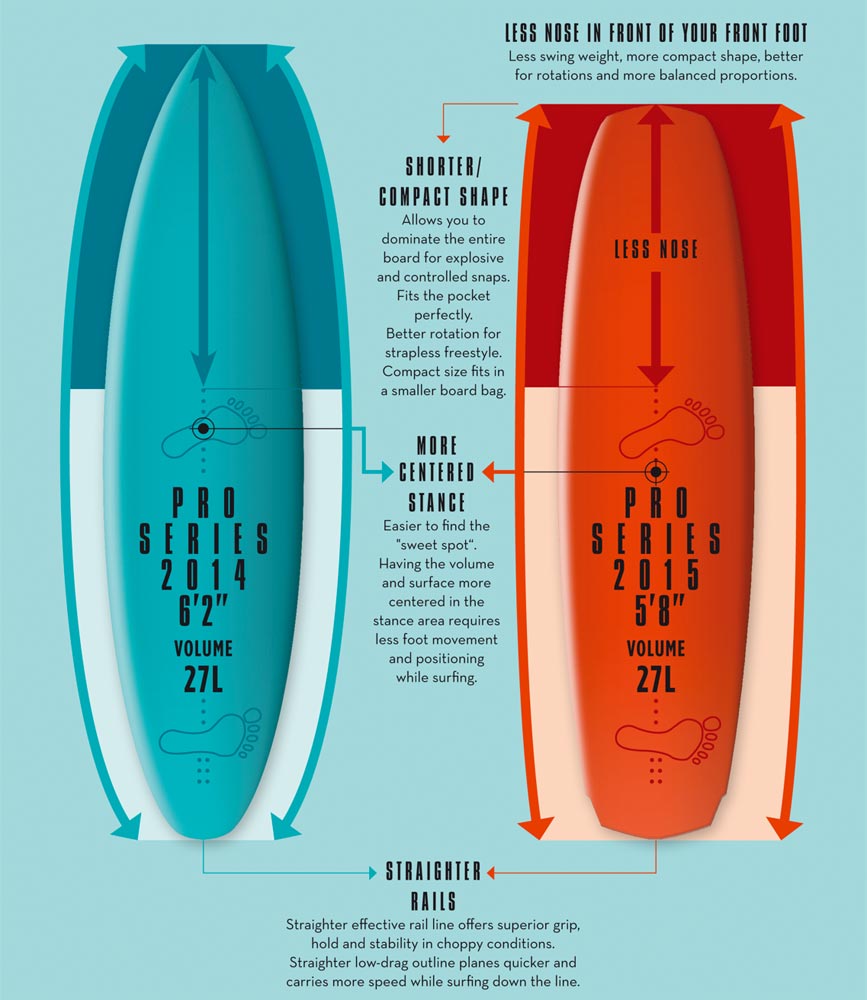 LESS NOSE IN FRONT OF YOUR FRONT FOOT
Less swing weight, more compact shape, better
for rotations and more balanced proportions.
SHORTER/
COMPACT SHAPE
Allows you to
dominate the entire
board for explosive
and controlled snaps.
Fits the pocket
perfectly.
Better rotation for
strapless freestyle.
Compact size fits in
a smaller board bag.
LESS NOSE
MORE
CENTERED
STANCE
Easier to find the
"sweet spot".
Having the volume
and surface more
centered in the
stance area requires
less foot movement
and positioning
while surfing.
PRO
SERIES
2014
6'2"
VOLUME
27L
PRO
SERIES
2015
5'8"
VOLUME
27L
STRAIGHTER
RAILS
Straighter effective rail line offers superior grip,
hold and stability in choppy conditions.
Straighter low-drag outline planes quicker and
carries more speed while surfing down the line.